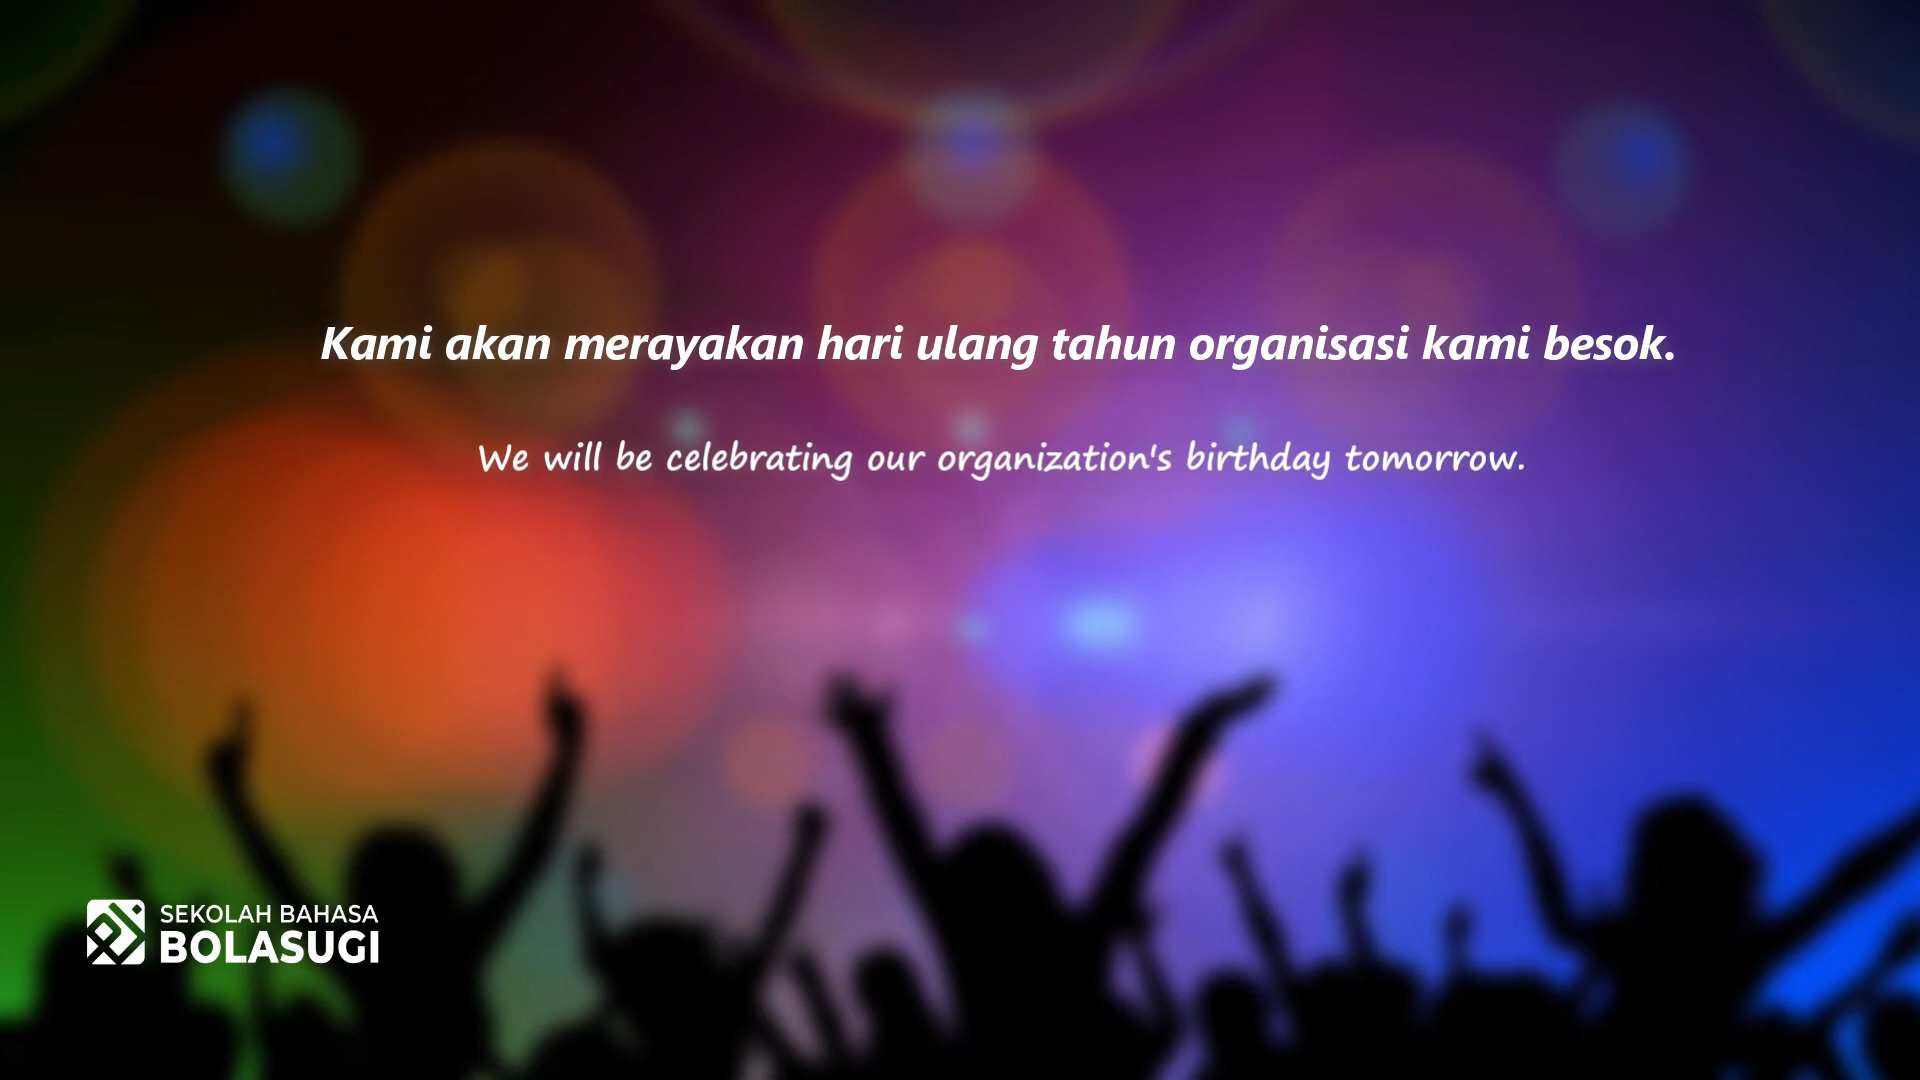 Kami akan merayakan hari ulang tahun organisasi kami besok.
We will be celebrating our organization's birthday tomorrow.
SEKOLAH BAHASA
BOLASUGI